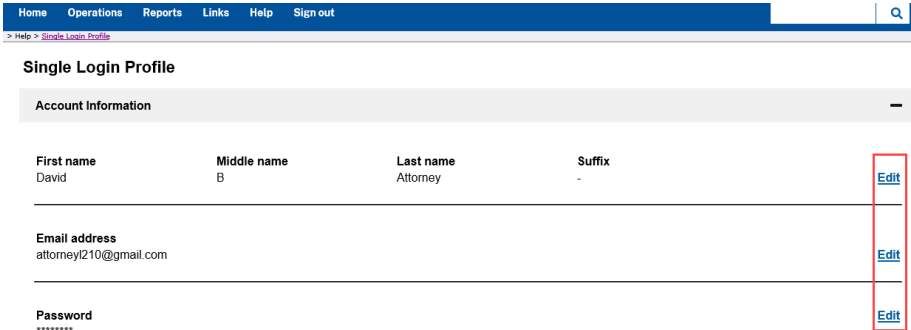 Home Operations Reports Links Help Sign out
> Help > Single Login Profile
Single Login Profile
Account Information
First name Middle name Last name Suffix
David B Attorney - Edit
Email address
attorneyl210@gmail.com Edit
Password Edit
********